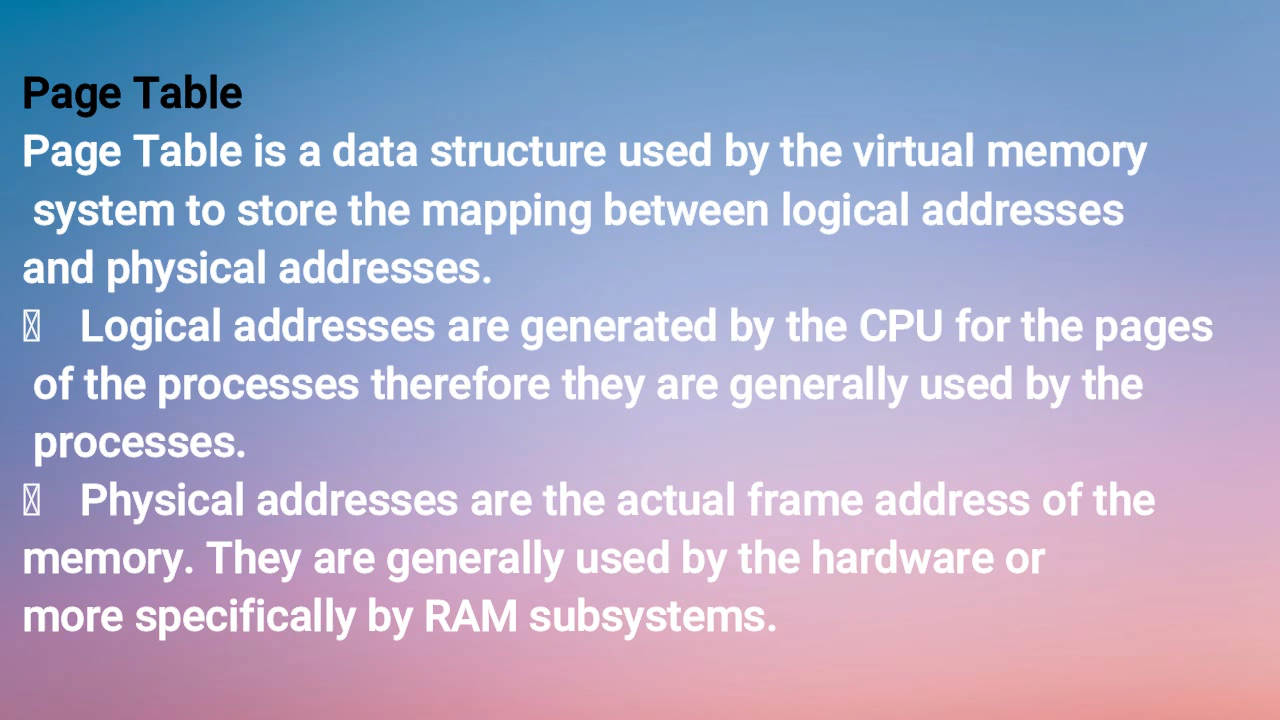 Page Table
Page Table is a data structure used by the virtual memory
system to store the mapping between logical addresses
and physical addresses.
Logical addresses are generated by the CPU for the pages
of the processes therefore they are generally used by the
processes.
Physical addresses are the actual frame address of the
memory. They are generally used by the hardware or
more specifically by RAM subsystems.